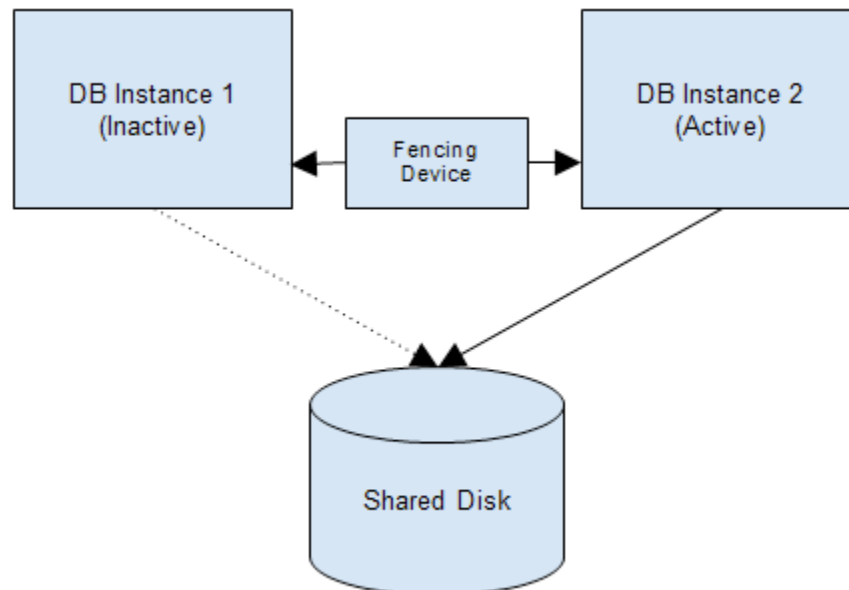 DB Instance 1
(Inactive)
Fencing
Device
DB Instance 2
(Active)
Shared Disk